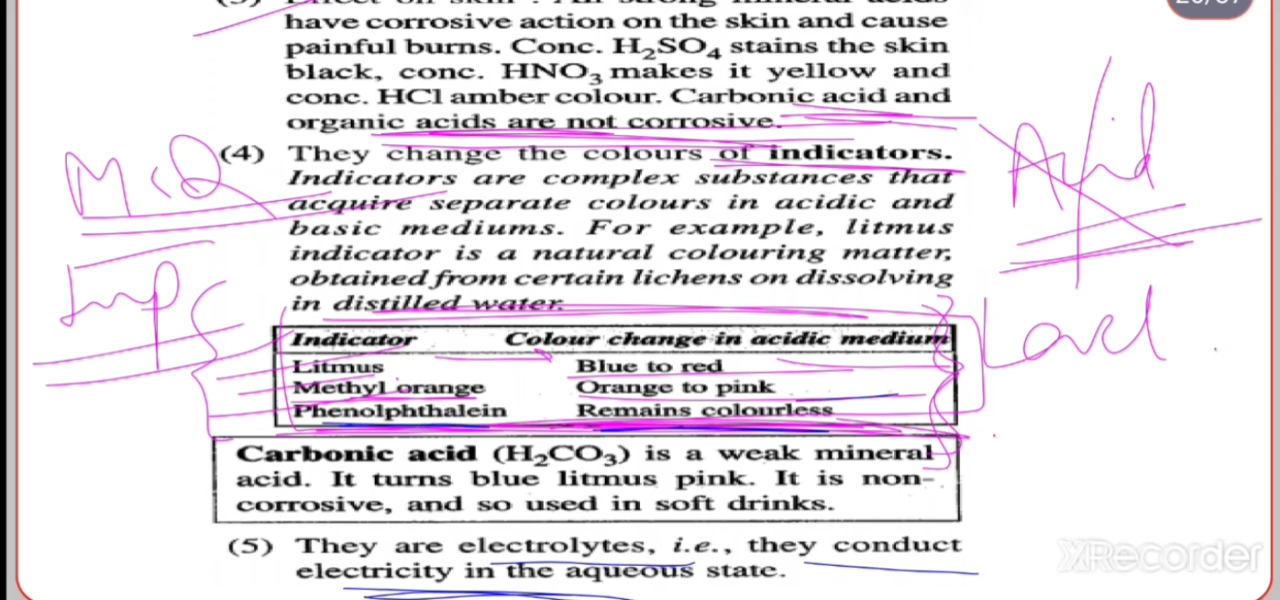 have corrosive action on the skin and cause
painful burns. Conc. H₂SO₄ stains the skin
black, conc. HNO₃ makes it yellow and
conc. HCl amber colour. Carbonic acid and
organic acids are not corrosive.
(4) They change the colours of indicators.
Indicators are complex substances that
acquire separate colours in acidic and
basic mediums. For example, litmus
indicator is a natural colouring matter,
obtained from certain lichens on dissolving
in distilled water.
Indicator Colour change in acidic medium
Litmus Blue to red
Methyl orange Orange to pink
Phenolphthalein Remains colourless
Carbonic acid (H₂CO₃) is a weak mineral
acid. It turns blue litmus pink. It is non-
corrosive, and so used in soft drinks.
(5) They are electrolytes, i.e., they conduct
electricity in the aqueous state.
McQ
Imp
Acid
XRecorder